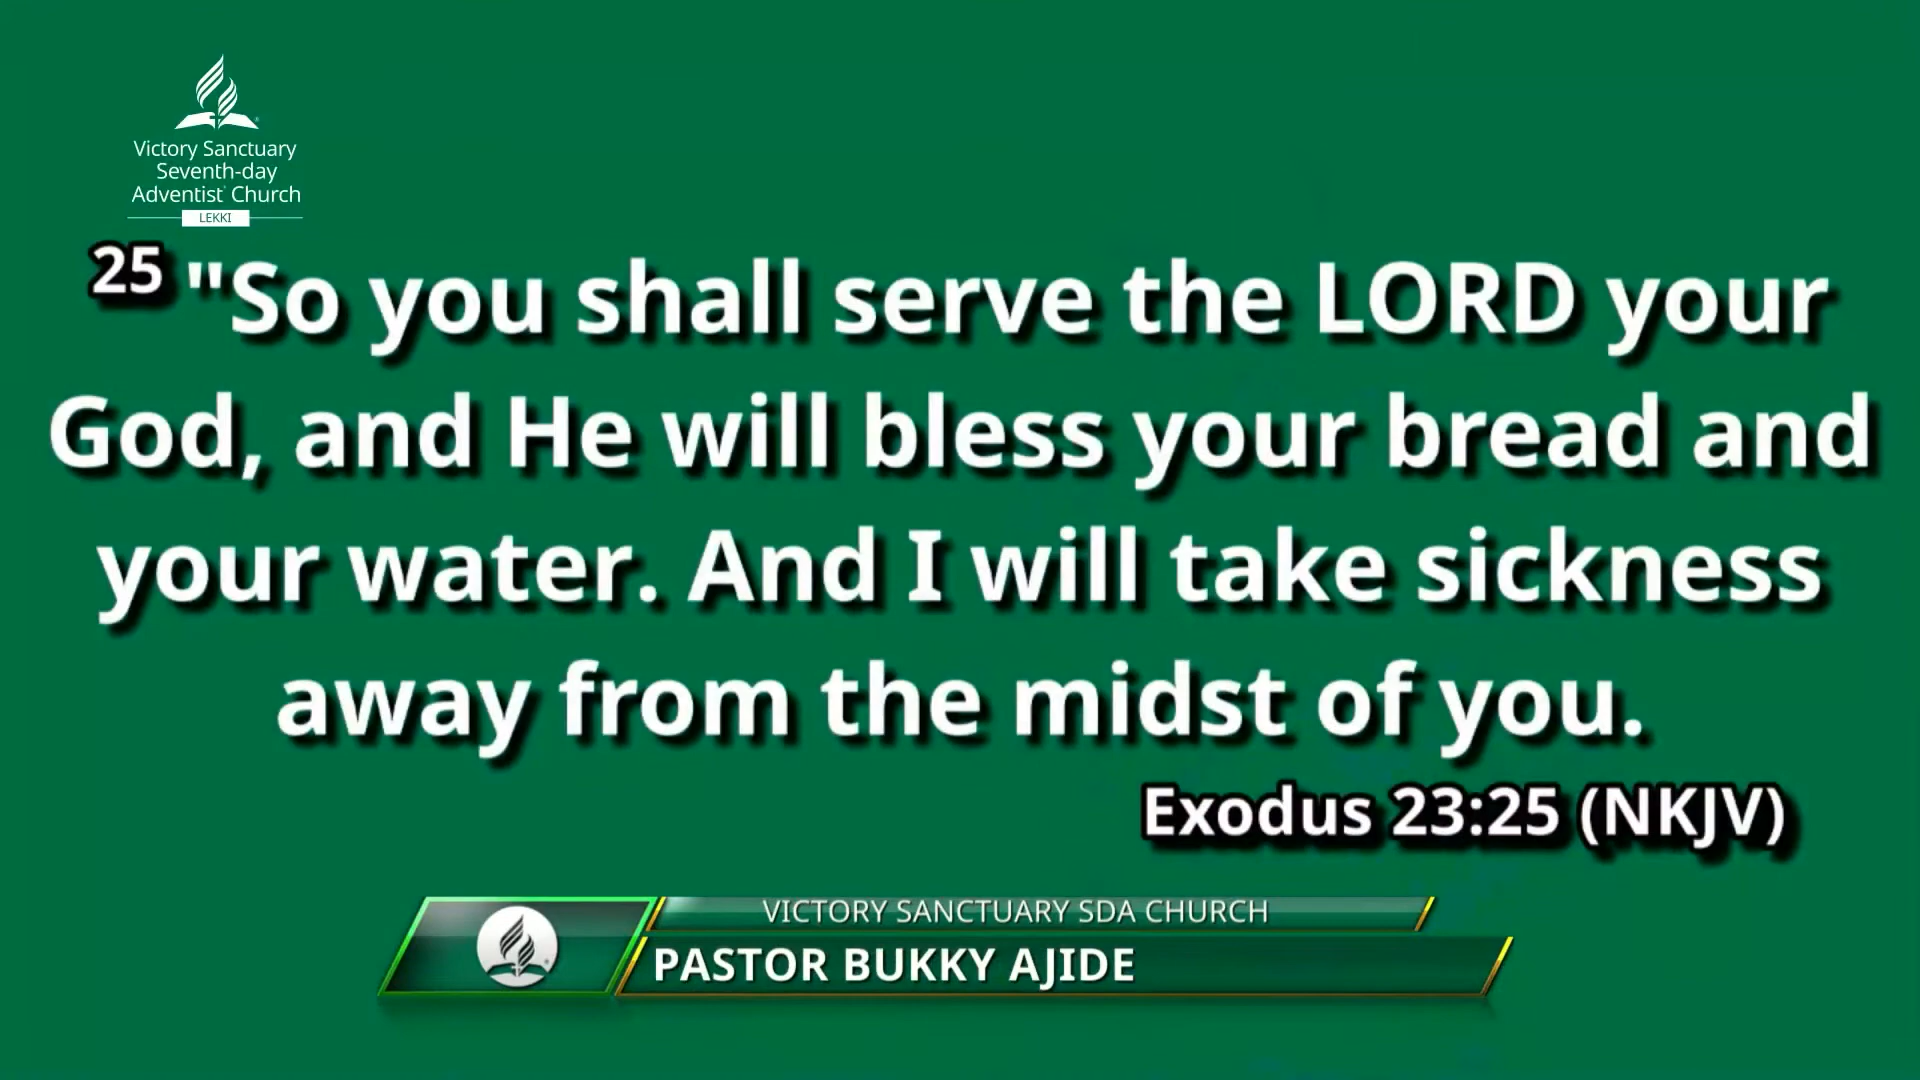 Victory Sanctuary
Seventh-day
Adventist® Church
LEKKI
25 "So you shall serve the LORD your
God, and He will bless your bread and
your water. And I will take sickness
away from the midst of you.
Exodus 23:25 (NKJV)
VICTORY SANCTUARY SDA CHURCH
PASTOR BUKKY AJIDE